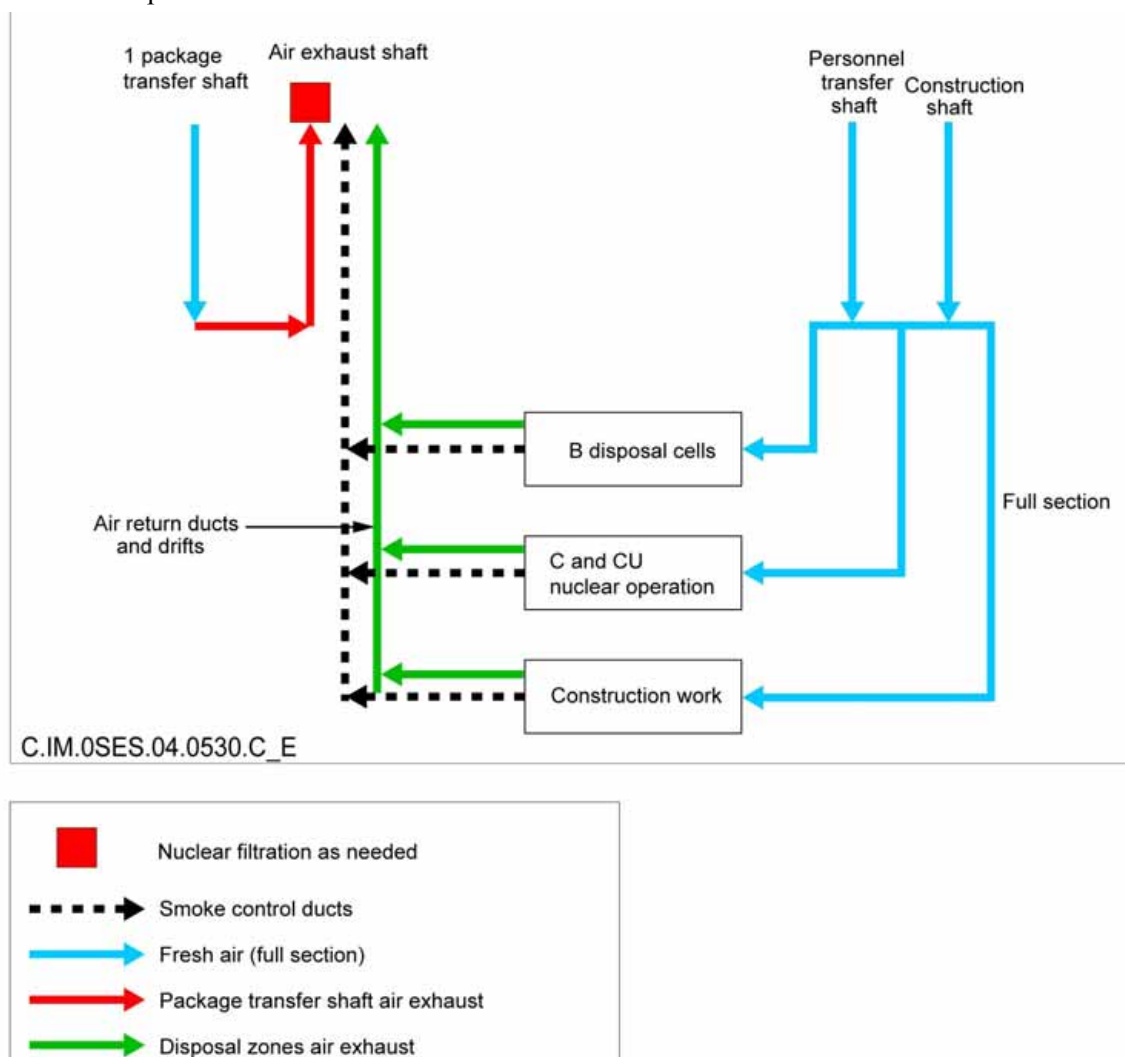 1 package
transfer shaft
Air exhaust shaft
Personnel
transfer
shaft
Construction
shaft
B disposal cells
Full section
Air return ducts
and drifts
C and CU
nuclear operation
Construction work
C.IM.0SES.04.0530.C_E
Nuclear filtration as needed
Smoke control ducts
Fresh air (full section)
Package transfer shaft air exhaust
Disposal zones air exhaust